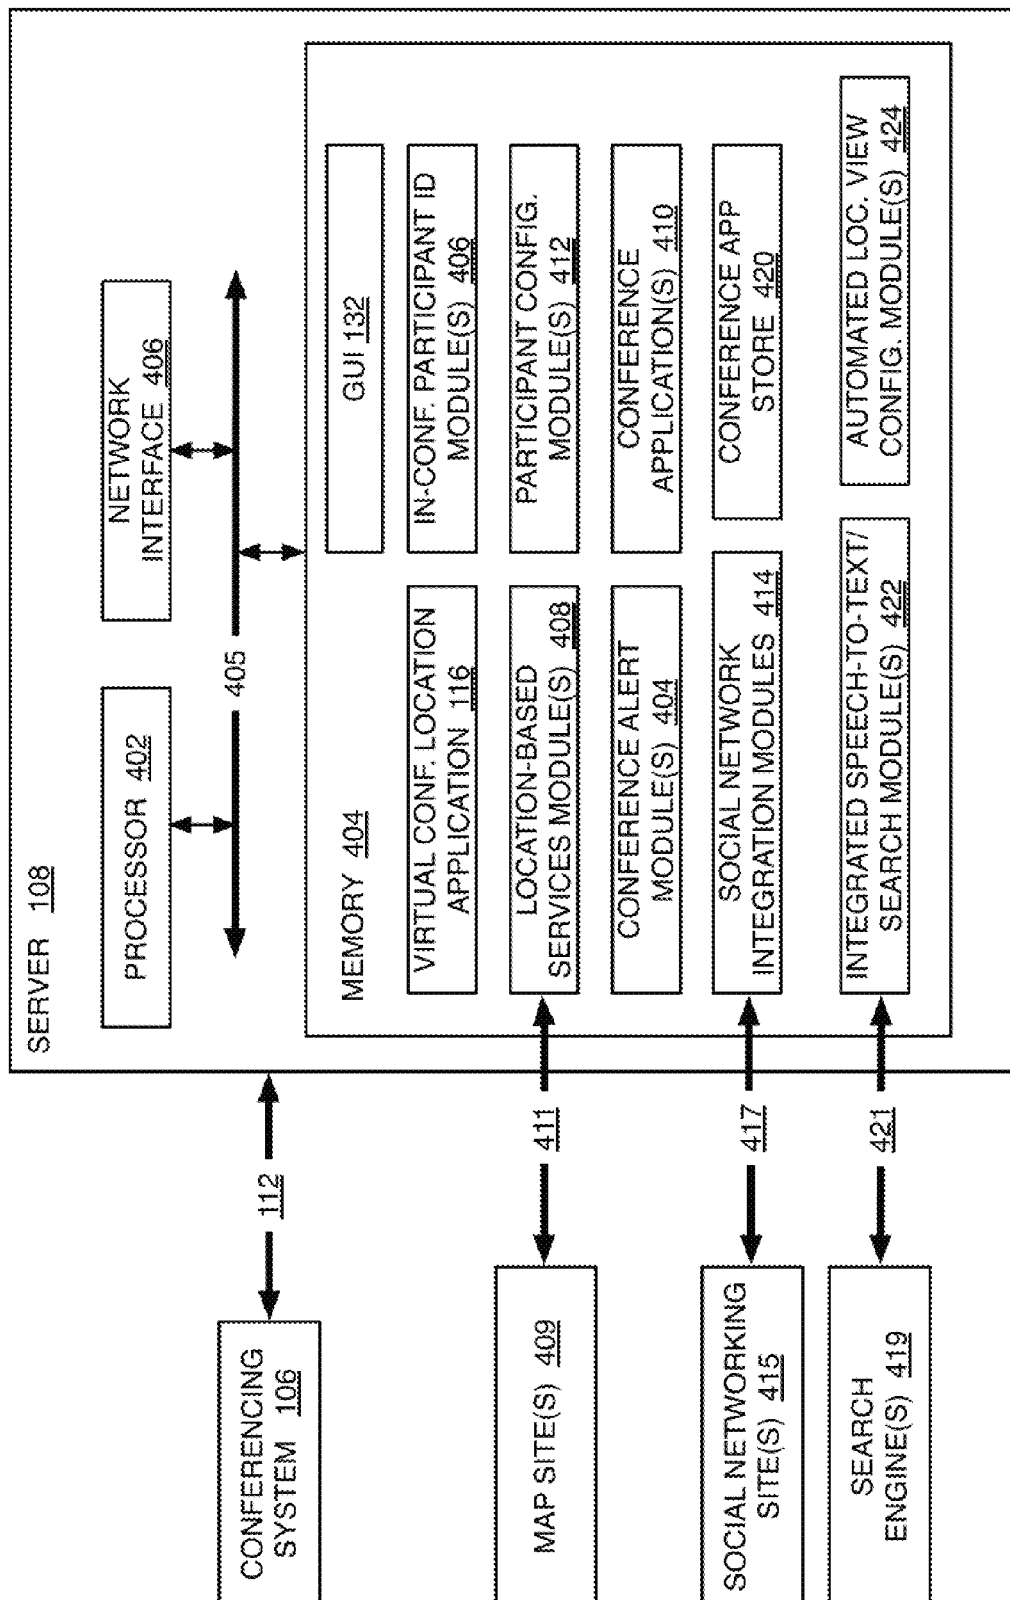 SERVER 108
PROCESSOR 402
NETWORK
INTERFACE 406
405
MEMORY 404
GUI 132
VIRTUAL CONF. LOCATION
APPLICATION 116
IN-CONF. PARTICIPANT ID
MODULE(S) 406
LOCATION-BASED
SERVICES MODULE(S) 408
PARTICIPANT CONFIG.
MODULE(S) 412
CONFERENCE ALERT
MODULE(S) 404
CONFERENCE
APPLICATION(S) 410
SOCIAL NETWORK
INTEGRATION MODULES 414
CONFERENCE APP
STORE 420
INTEGRATED SPEECH-TO-TEXT/
SEARCH MODULE(S) 422
AUTOMATED LOC. VIEW
CONFIG. MODULE(S) 424
112
411
417
421
CONFERENCING
SYSTEM 106
MAP SITE(S) 409
SOCIAL NETWORKING
SITE(S) 415
SEARCH
ENGINE(S) 419